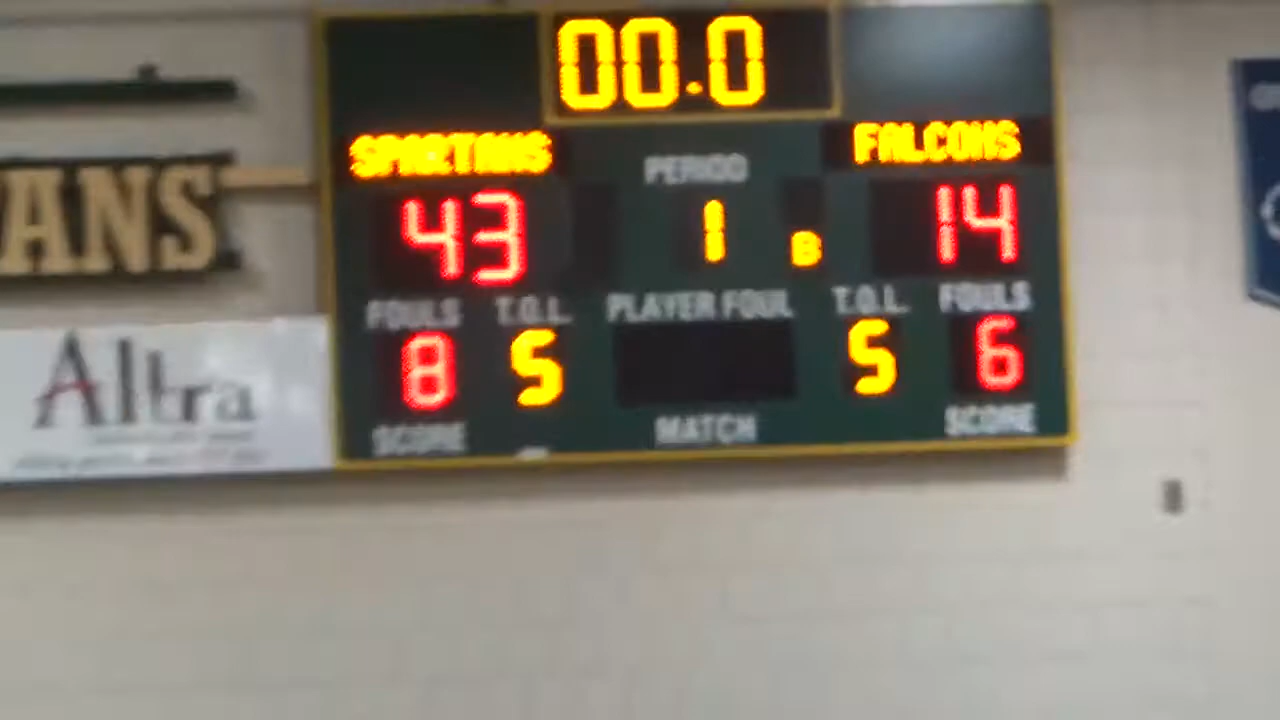 00.0
SPARTANS
FALCONS
PERIOD
43
1
B
14
FOULS T.O.L. PLAYER FOUL T.O.L. FOULS
8 5 5 6
SCORE MATCH SCORE
ANS
Altra